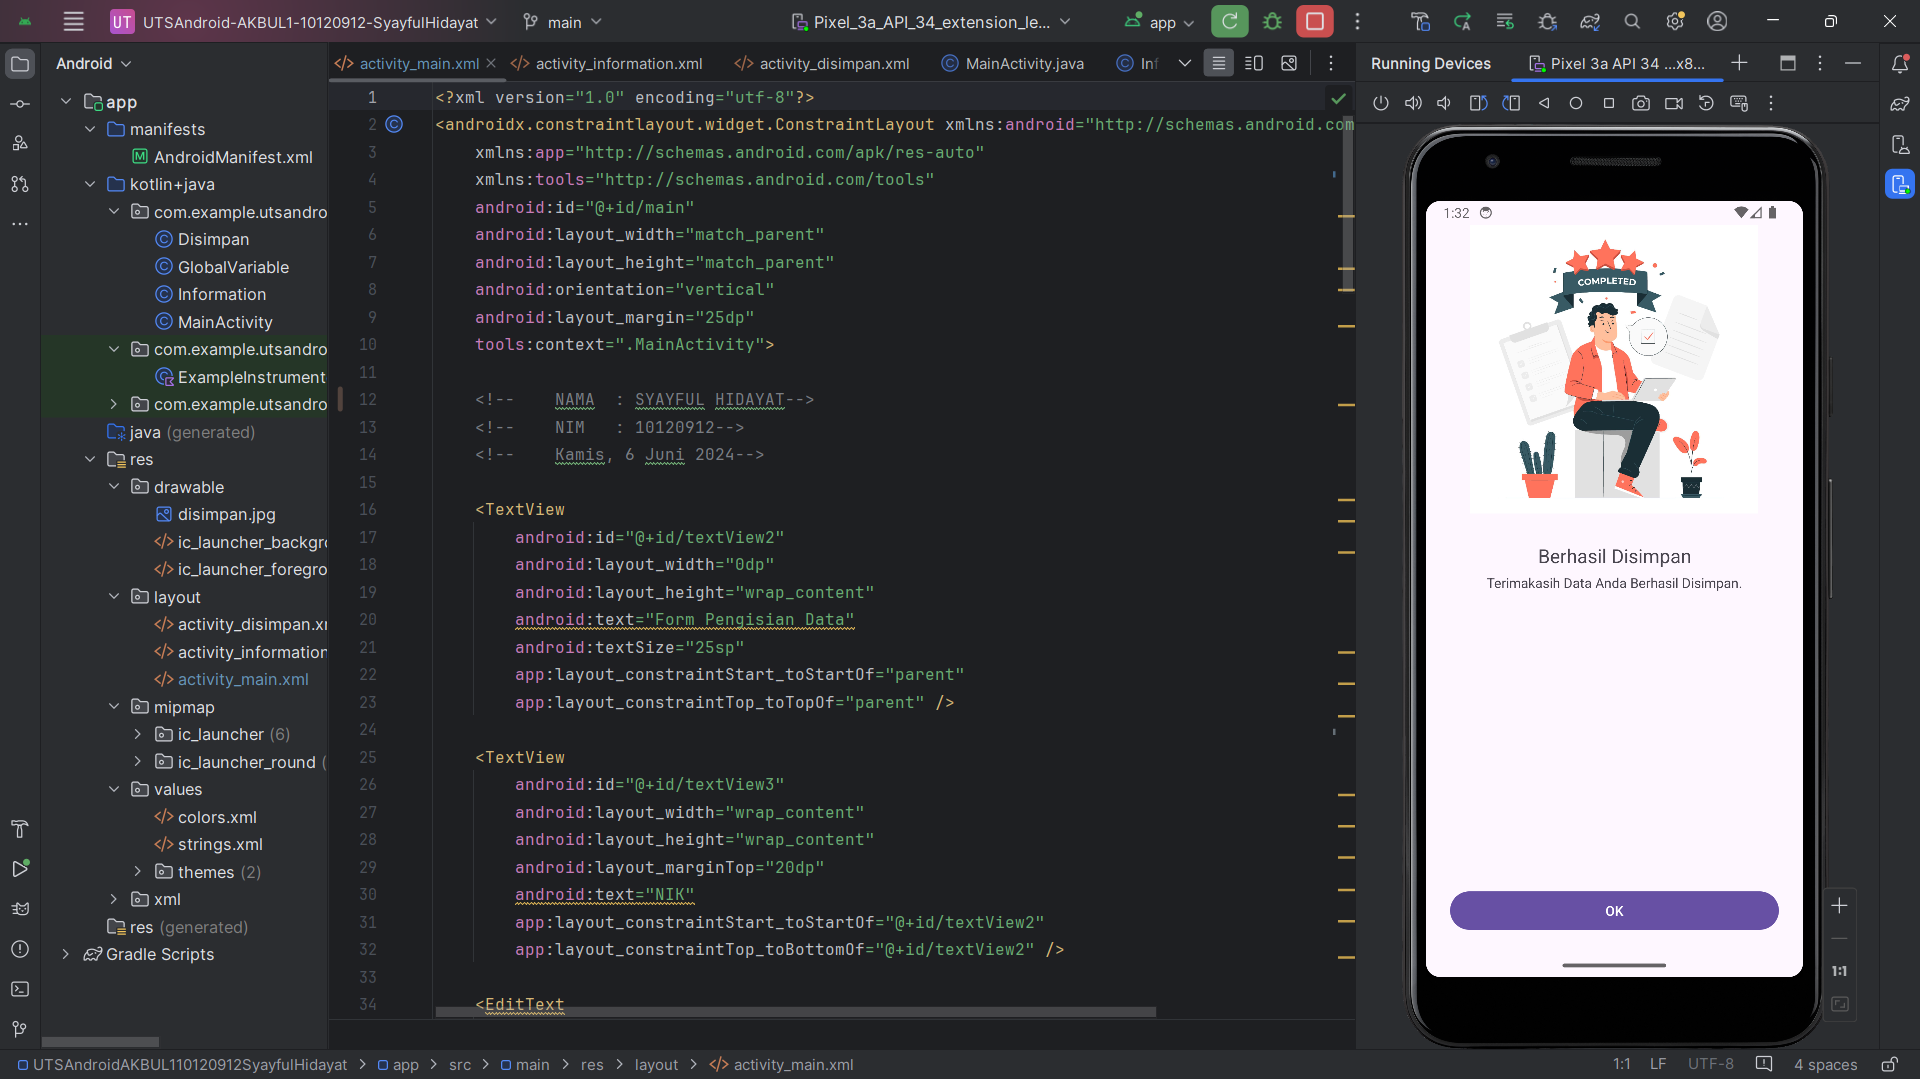 UT UTSAndroid-AKBUL1-10120912-SyayfulHidayat main Pixel_3a_API_34_extension_le... app
Android
activity_main.xml activity_information.xml activity_disimpan.xml MainActivity.java Inf
Running Devices Pixel 3a API 34 ...x8...
app
manifests
AndroidManifest.xml
kotlin+java
com.example.utsandro
Disimpan
GlobalVariable
Information
MainActivity
com.example.utsandro
ExampleInstrument
com.example.utsandro
java (generated)
res
drawable
disimpan.jpg
ic_launcher_backgro
ic_launcher_foregro
layout
activity_disimpan.xr
activity_information
activity_main.xml
mipmap
ic_launcher (6)
ic_launcher_round (
values
colors.xml
strings.xml
themes (2)
xml
res (generated)
Gradle Scripts
1 <?xml version="1.0" encoding="utf-8"?>
2 <androidx.constraintlayout.widget.ConstraintLayout xmlns:android="http://schemas.android.com
3 xmlns:app="http://schemas.android.com/apk/res-auto"
4 xmlns:tools="http://schemas.android.com/tools"
5 android:id="@+id/main"
6 android:layout_width="match_parent"
7 android:layout_height="match_parent"
8 android:orientation="vertical"
9 android:layout_margin="25dp"
10 tools:context=".MainActivity">
11
12 <!-- NAMA : SYAYFUL HIDAYAT-->
13 <!-- NIM : 10120912-->
14 <!-- Kamis, 6 Juni 2024-->
15
16 <TextView
17 android:id="@+id/textView2"
18 android:layout_width="0dp"
19 android:layout_height="wrap_content"
20 android:text="Form Pengisian Data"
21 android:textSize="25sp"
22 app:layout_constraintStart_toStartOf="parent"
23 app:layout_constraintTop_toTopOf="parent" />
24
25 <TextView
26 android:id="@+id/textView3"
27 android:layout_width="wrap_content"
28 android:layout_height="wrap_content"
29 android:layout_marginTop="20dp"
30 android:text="NIK"
31 app:layout_constraintStart_toStartOf="@+id/textView2"
32 app:layout_constraintTop_toBottomOf="@+id/textView2" />
33
34 <EditText
1:32
COMPLETED
Berhasil Disimpan
Terimakasih Data Anda Berhasil Disimpan.
OK
1:1
UTSAndroidAKBUL110120912SyayfulHidayat > app > src > main > res > layout > activity_main.xml
1:1 LF UTF-8 4 spaces